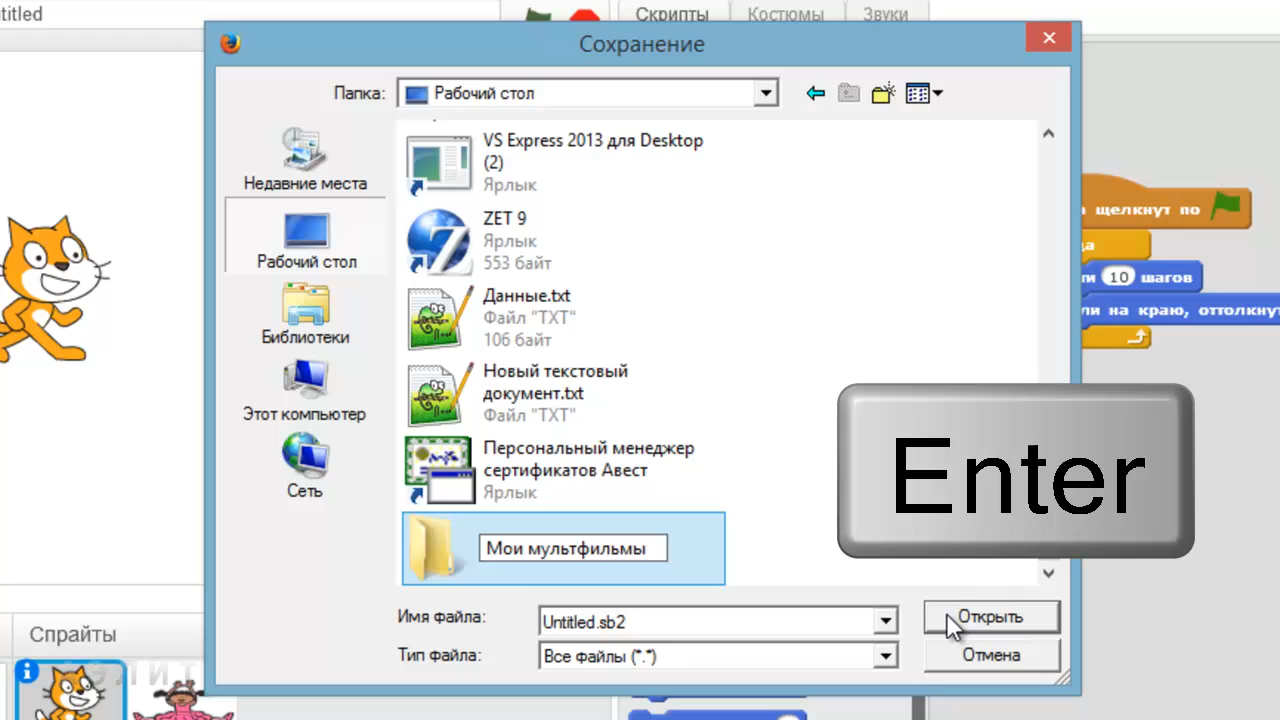 titled
Скрипты
Костюмы
Звуки
Сохранение
Папка:
Рабочий стол
Недавние места
Рабочий стол
Библиотеки
Этот компьютер
Сеть
VS Express 2013 для Desktop
(2)
Ярлык
ZET 9
Ярлык
553 байт
Данные.txt
Файл "TXT"
106 байт
Новый текстовый
документ.txt
Файл "TXT"
Персональный менеджер
сертификатов Авест
Ярлык
Мои мультфильмы
щелкнут по
10 шагов
на краю, оттолкнут
Enter
Имя файла:
Untitled.sb2
Открыть
Тип файла:
Все файлы (*.*)
Отмена
Спрайты